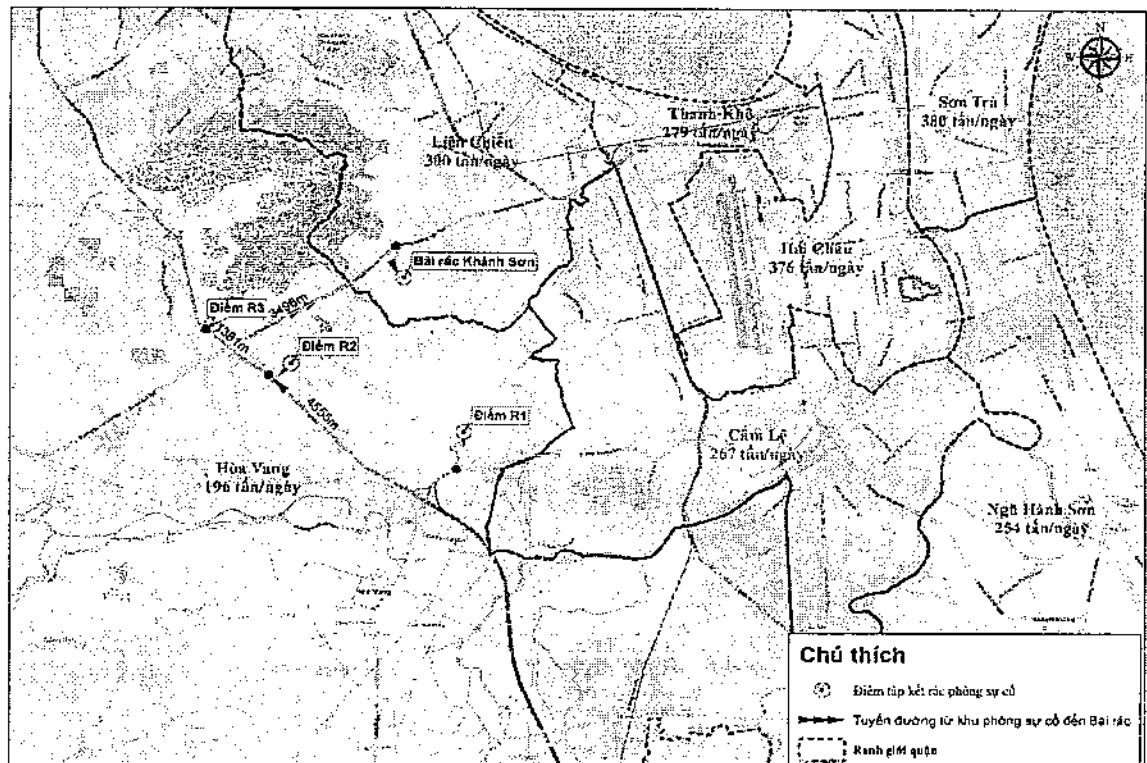 N
H
S
Sơn Trà
380 tấn/ngày
Thanh Khê
279 tấn/ngày
Liên Chiểu
300 tấn/ngày
Hải Châu
376 tấn/ngày
Bãi rác Khánh Sơn
Điểm R3
3498m
1381m
Điểm R2
4555m
Điểm R1
Hòa Vang
196 tấn/ngày
Cẩm Lệ
267 tấn/ngày
Ngũ Hành Sơn
254 tấn/ngày
Chú thích
Điểm tập kết rác phòng sự cố
Tuyến đường từ khu phòng sự cố đến Bãi rác
Ranh giới quận